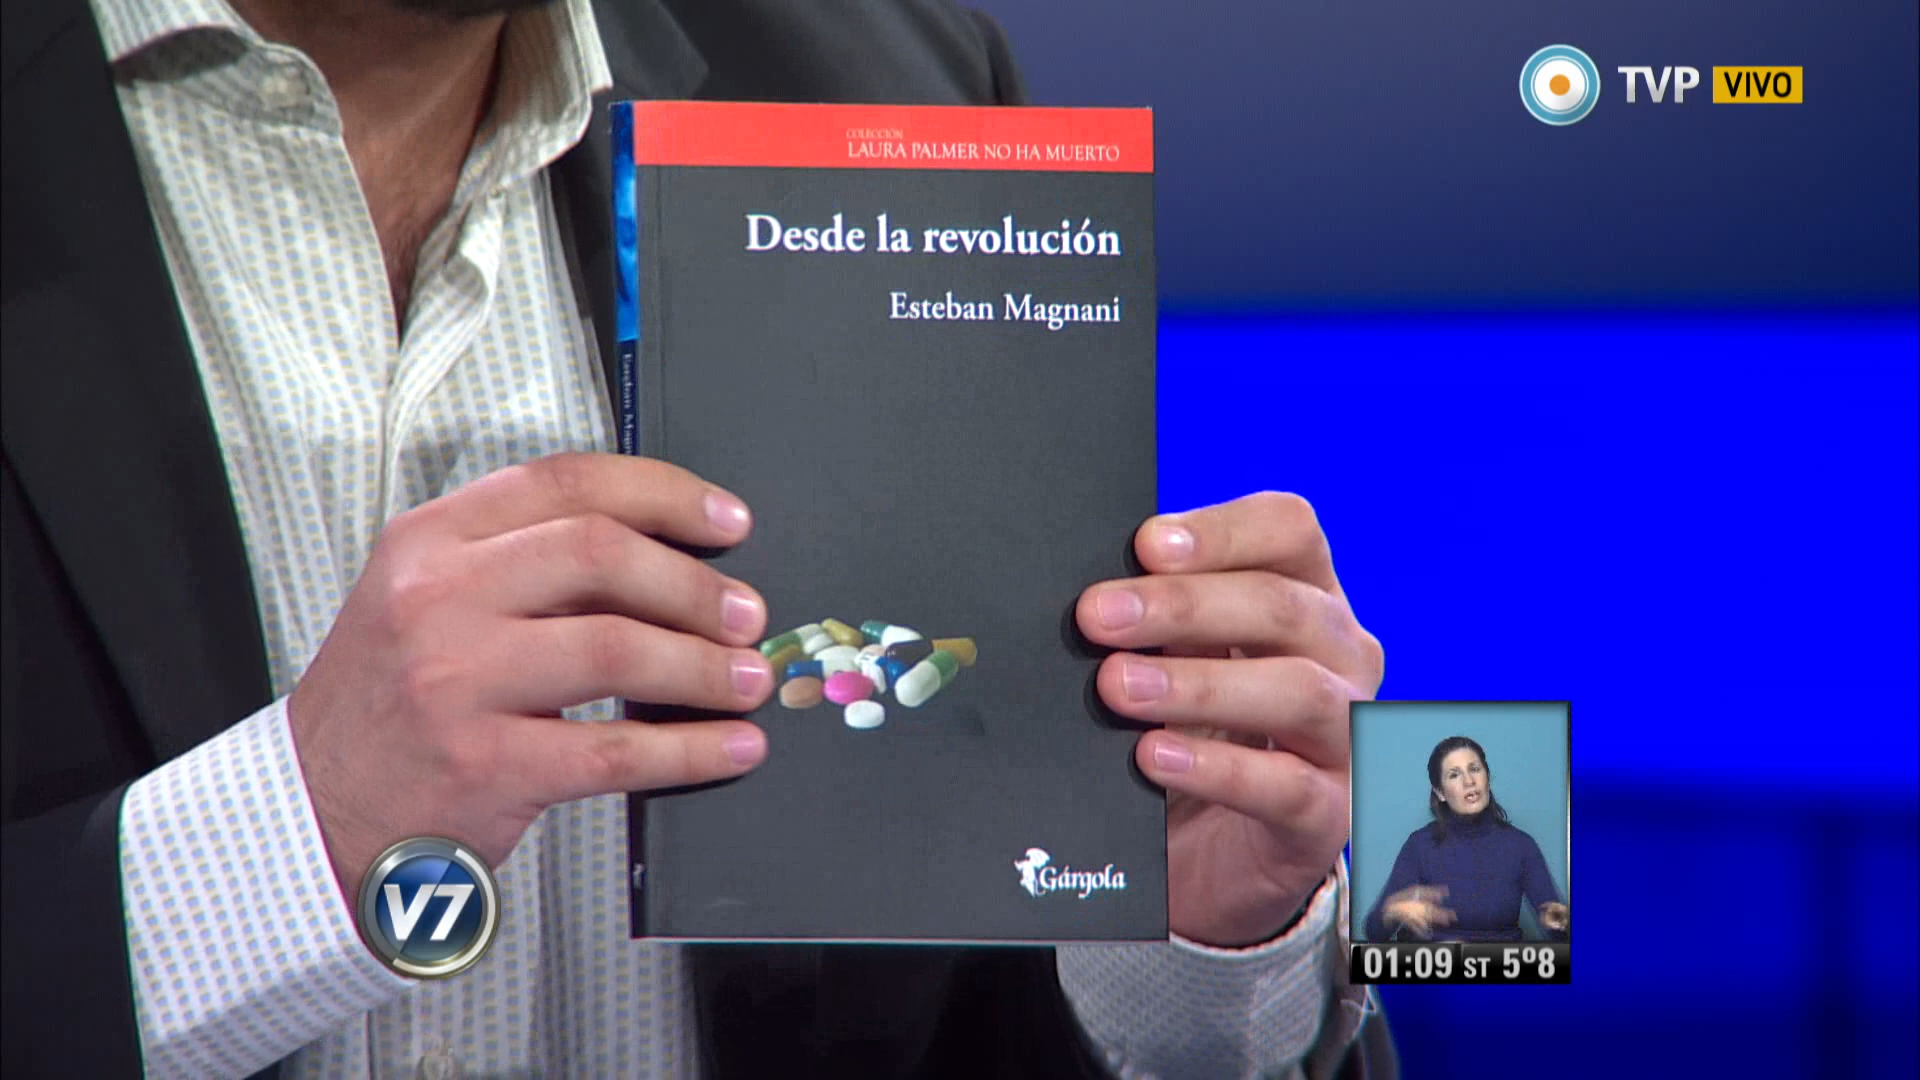 TVP VIVO
COLECCIÓN
LAURA PALMER NO HA MUERTO
Desde la revolución
Esteban Magnani
Gárgola
V7
01:09 ST 5º8